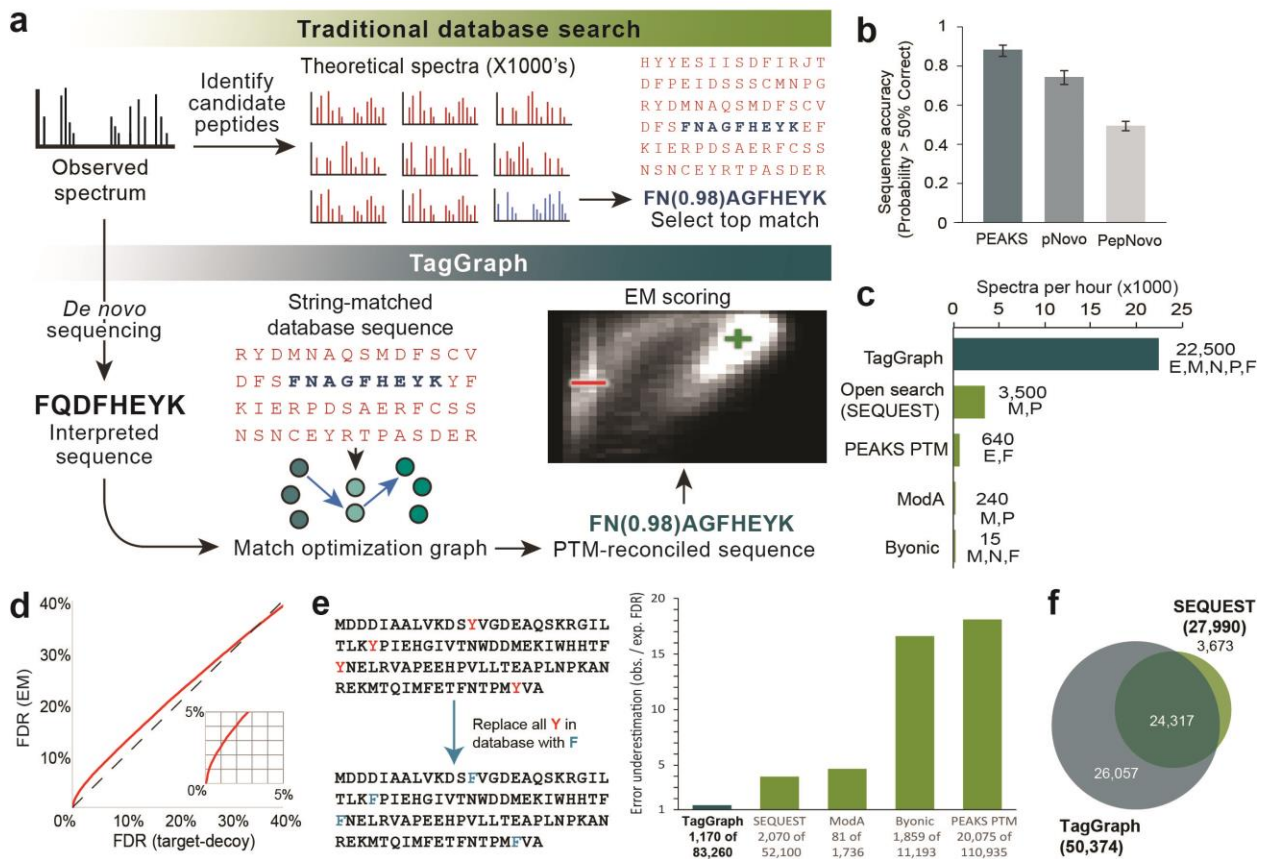 a
Traditional database search
Identify
candidate
peptides
Theoretical spectra (X1000's)
Observed
spectrum
HYYESIISDFIRJT
DFPEIDSSSCMNPG
RYDMNAQSMDFSCV
DFSFNAGFHEYKEF
KIERPDSAERFCSS
NSNCEYRTPASDER
FN(0.98)AGFHEYK
Select top match
TagGraph
De novo
sequencing
FQDFHEYK
Interpreted
sequence
String-matched
database sequence
RYDMNAQSMDFSCV
DFSFNAGFHEYKYF
KIERPDSAERFCSS
NSNCEYRTPASDER
Match optimization graph
EM scoring
FN(0.98)AGFHEYK
PTM-reconciled sequence
b
Sequence accuracy
(Probability > 50% Correct)
1
0.8
0.6
0.4
0.2
0
PEAKS pNovo PepNovo
c
Spectra per hour (x1000)
0 5 10 15 20 25
TagGraph
22,500
E,M,N,P,F
Open search
(SEQUEST)
3,500
M,P
PEAKS PTM
640
E,F
ModA
240
M,P
Byonic
15
M,N,F
d
FDR (EM)
40%
30%
20%
10%
0% 10% 20% 30% 40%
FDR (target-decoy)
5%
0% 5%
e
MDDDIAALVKDSYVGDEAQSKRGIL
TLKYPIEHGIVTNWDDMEKIWHHTF
YNELRVAPEEHPVLLTEAPLNPKAN
REKMTQIMFETFNTPMYVA
Replace all Y in
database with F
MDDDIAALVKDSFVGDEAQSKRGIL
TLKFPIEHGIVTNWDDMEKIWHHTF
FNELRVAPEEHPVLLTEAPLNPKAN
REKMTQIMFETFNTPMFVA
Error underestimation (obs. / exp. FDR)
20
15
10
5
1
TagGraph
1,170 of
83,260
SEQUEST
2,070 of
52,100
ModA
81 of
1,736
Byonic
1,859 of
11,193
PEAKS PTM
20,075 of
110,935
f
SEQUEST
(27,990)
3,673
24,317
26,057
TagGraph
(50,374)